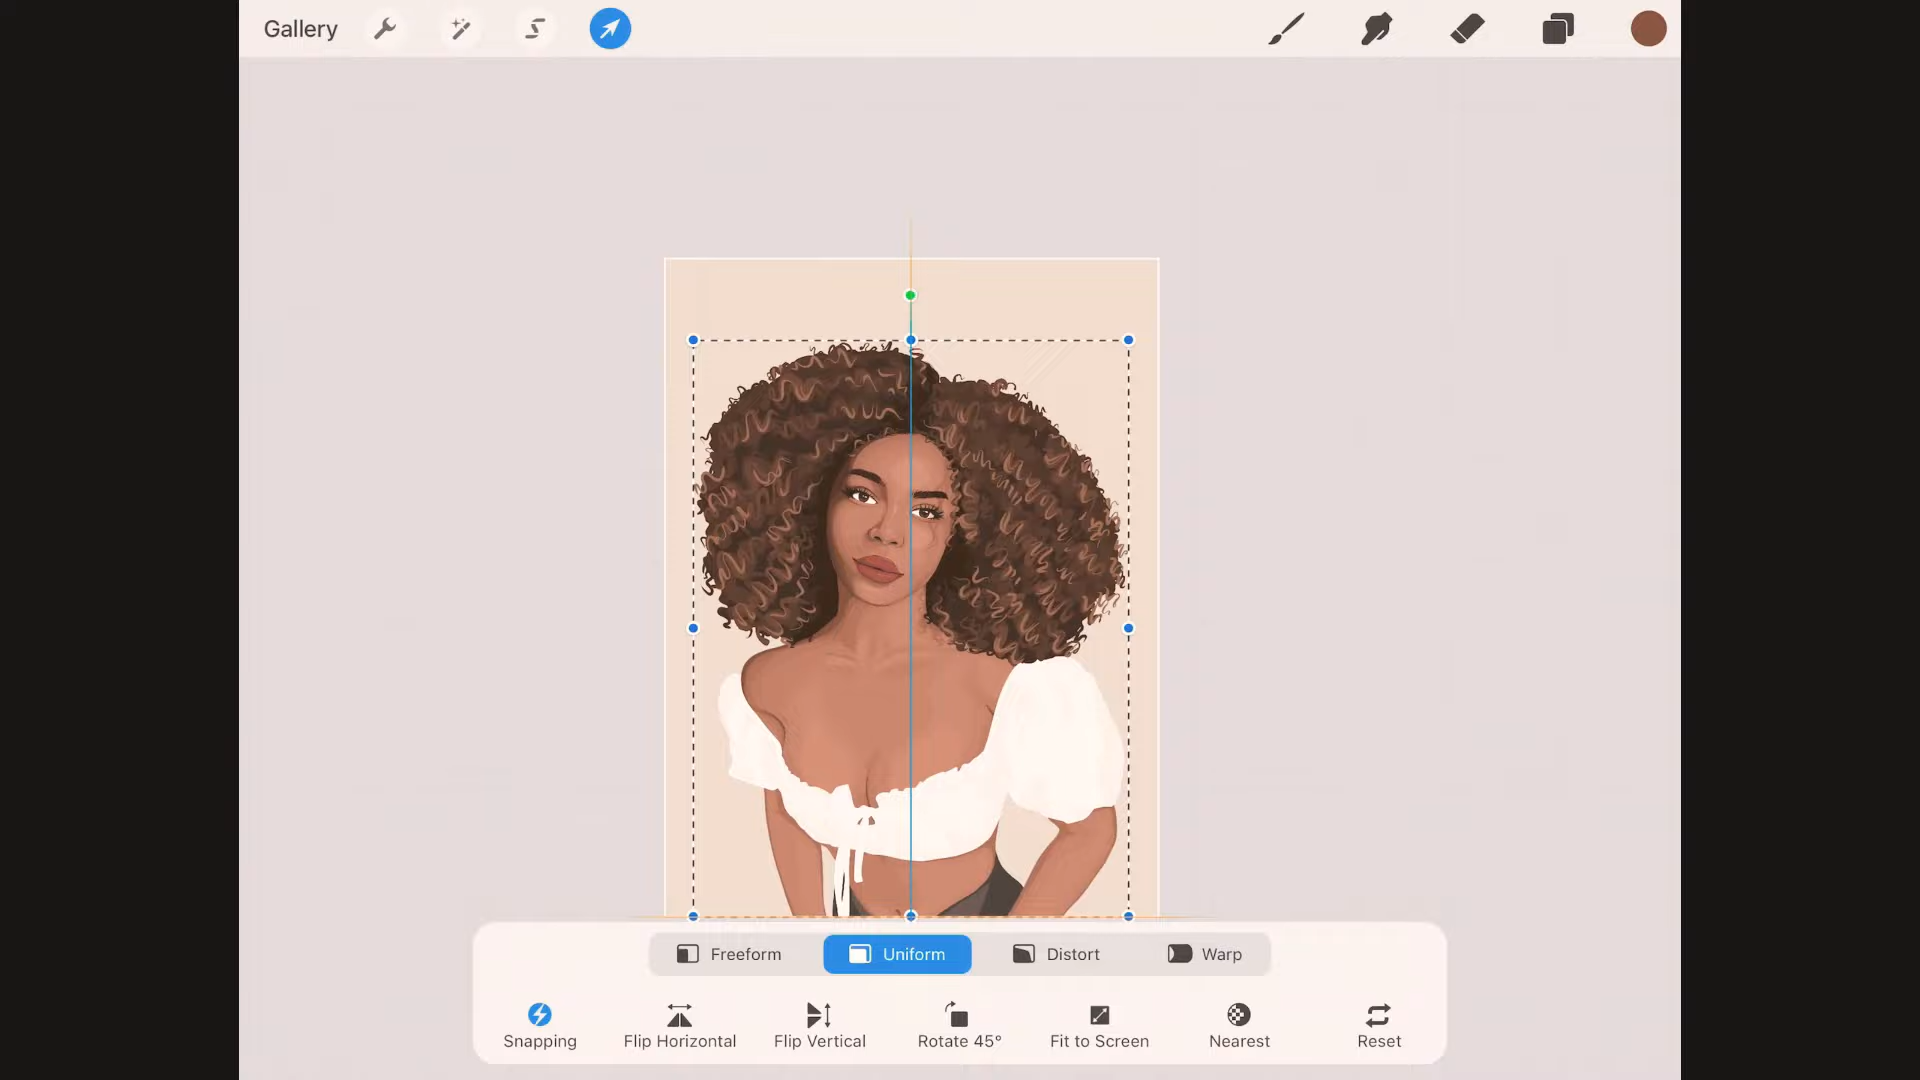 Gallery
Freeform Uniform Distort Warp
Snapping Flip Horizontal Flip Vertical Rotate 45° Fit to Screen Nearest Reset